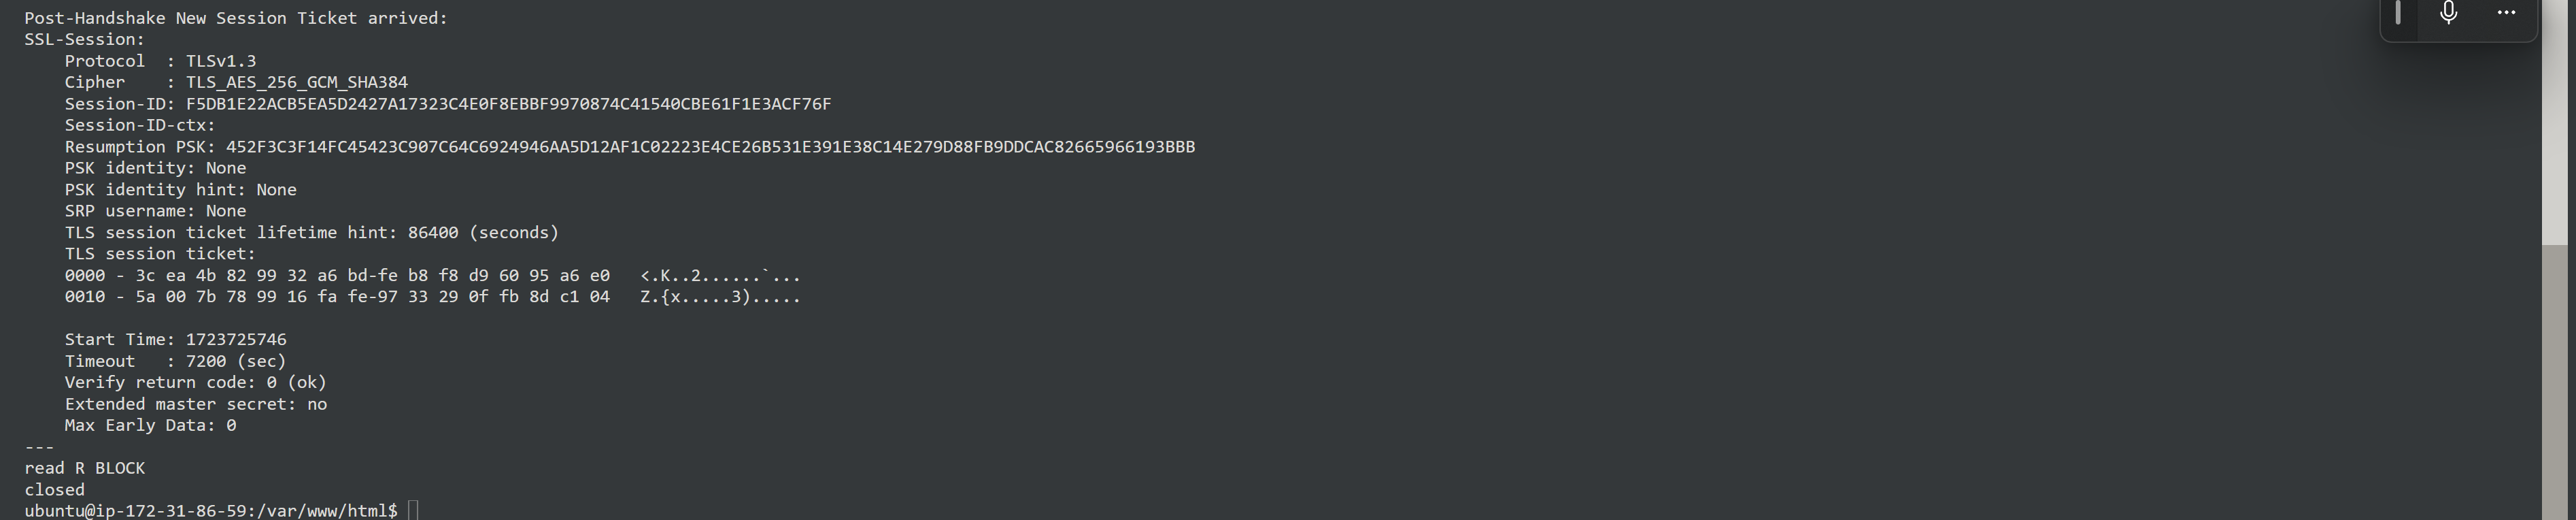 Post-Handshake New Session Ticket arrived:
SSL-Session:
    Protocol  : TLSv1.3
    Cipher    : TLS_AES_256_GCM_SHA384
    Session-ID: F5DB1E22ACB5EA5D2427A17323C4E0F8EBBF9970874C41540CBE61F1E3ACF76F
    Session-ID-ctx:
    Resumption PSK: 452F3C3F14FC45423C907C64C6924946AA5D12AF1C02223E4CE26B531E391E38C14E279D88FB9DDCAC82665966193BBB
    PSK identity: None
    PSK identity hint: None
    SRP username: None
    TLS session ticket lifetime hint: 86400 (seconds)
    TLS session ticket:
    0000 - 3c ea 4b 82 99 32 a6 bd-fe b8 f8 d9 60 95 a6 e0   <.K..2......`...
    0010 - 5a 00 7b 78 99 16 fa fe-97 33 29 0f fb 8d c1 04   Z.{x.....3).....

    Start Time: 1723725746
    Timeout   : 7200 (sec)
    Verify return code: 0 (ok)
    Extended master secret: no
    Max Early Data: 0
---
read R BLOCK
closed
ubuntu@ip-172-31-86-59:/var/www/html$